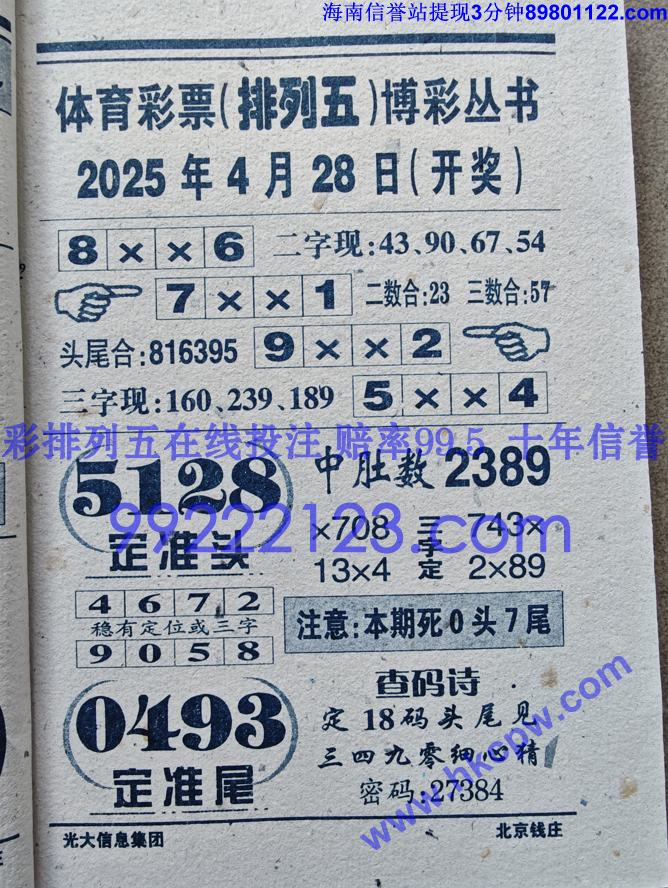 海南信誉站提现3分钟89801122.com
体育彩票(排列五)博彩丛书
2025年4月28日(开奖)
8××6 二字现:43、90、67、54
7××1 二数合:23 三数合:57
头尾合:816395 9××2
三字现:160、239、189 5××4
彩排列五在线投注 赔率99.5 十年信誉
5128 中肚数2389
99222123.com
定准头
×708 三字定 743×
13×4 2×89
4672
稳有定位或三字
9058
注意:本期死0头7尾
0493
定准尾
查码诗
定18码头尾见
三四九零细心猜
密码:27384
www.hkcpw.com
光大信息集团 北京钱庄